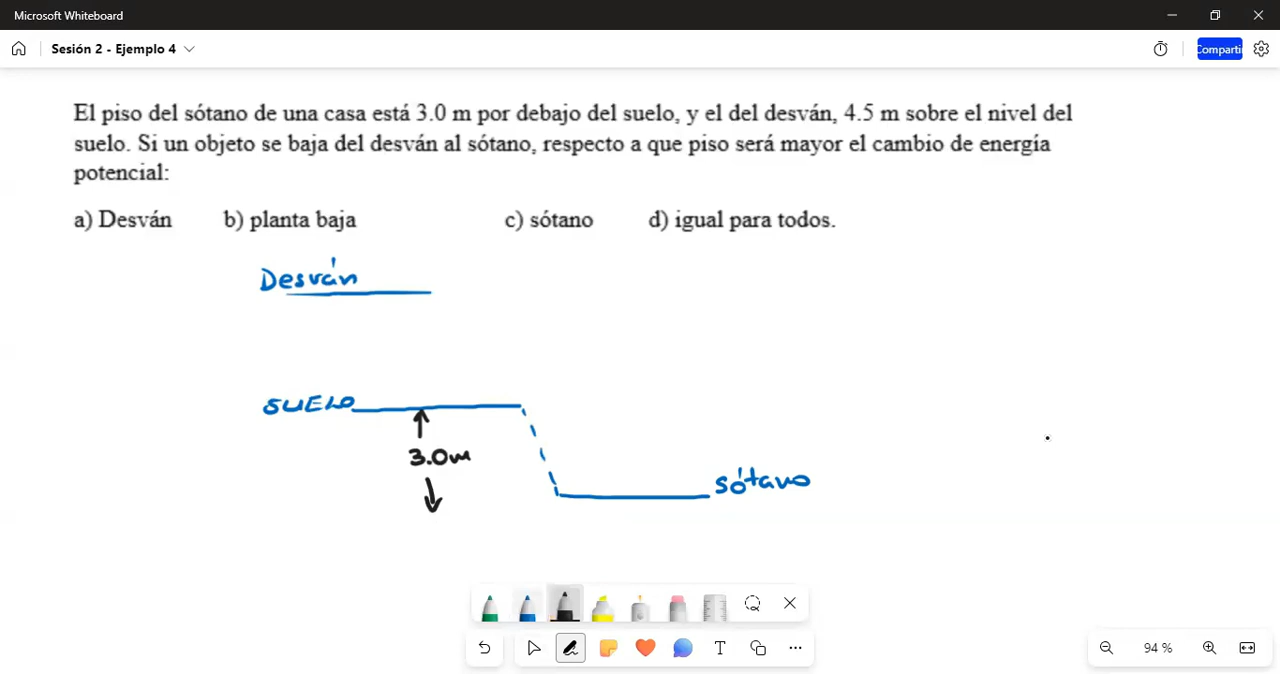 Microsoft Whiteboard
Sesión 2 - Ejemplo 4
Comparti
El piso del sótano de una casa está 3.0 m por debajo del suelo, y el del desván, 4.5 m sobre el nivel del
suelo. Si un objeto se baja del desván al sótano, respecto a que piso será mayor el cambio de energía
potencial:
a) Desván b) planta baja c) sótano d) igual para todos.
Desván
SUELO
3.0m
sótano
T
94 %